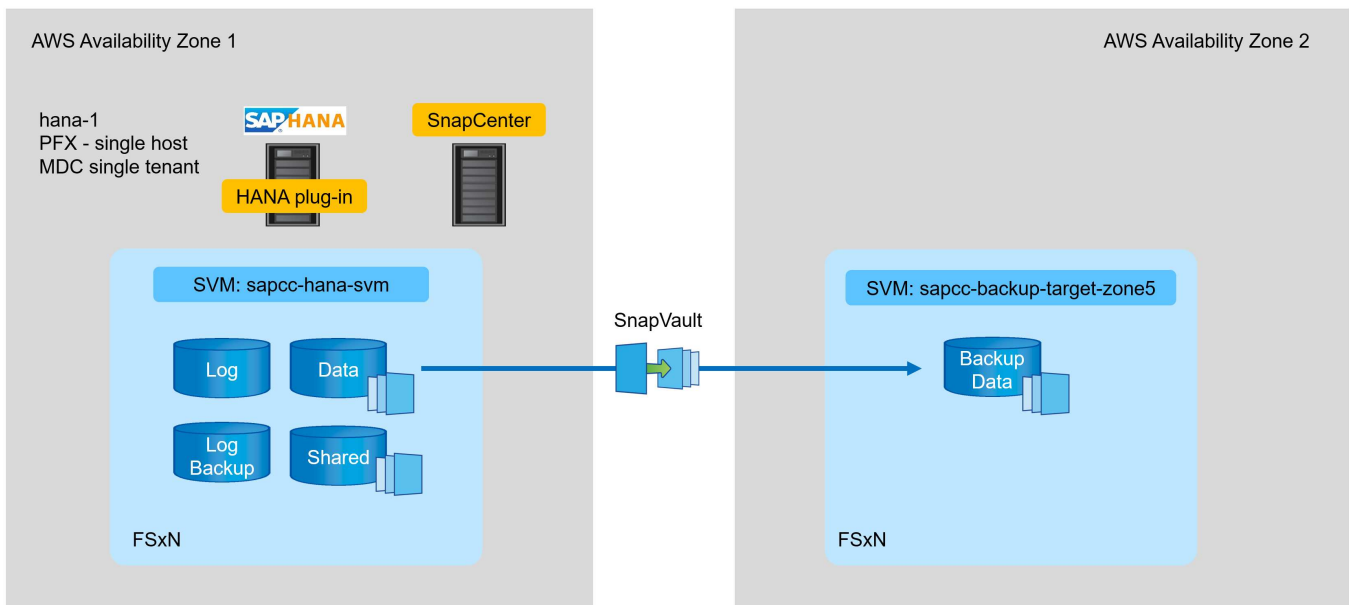 AWS Availability Zone 1
AWS Availability Zone 2
hana-1
PFX - single host
MDC single tenant
SAP HANA
®
SnapCenter
HANA plug-in
SVM: sapcc-hana-svm
SVM: sapcc-backup-target-zone5
SnapVault
Log
Data
Backup
Data
Log
Backup
Shared
FSxN
FSxN